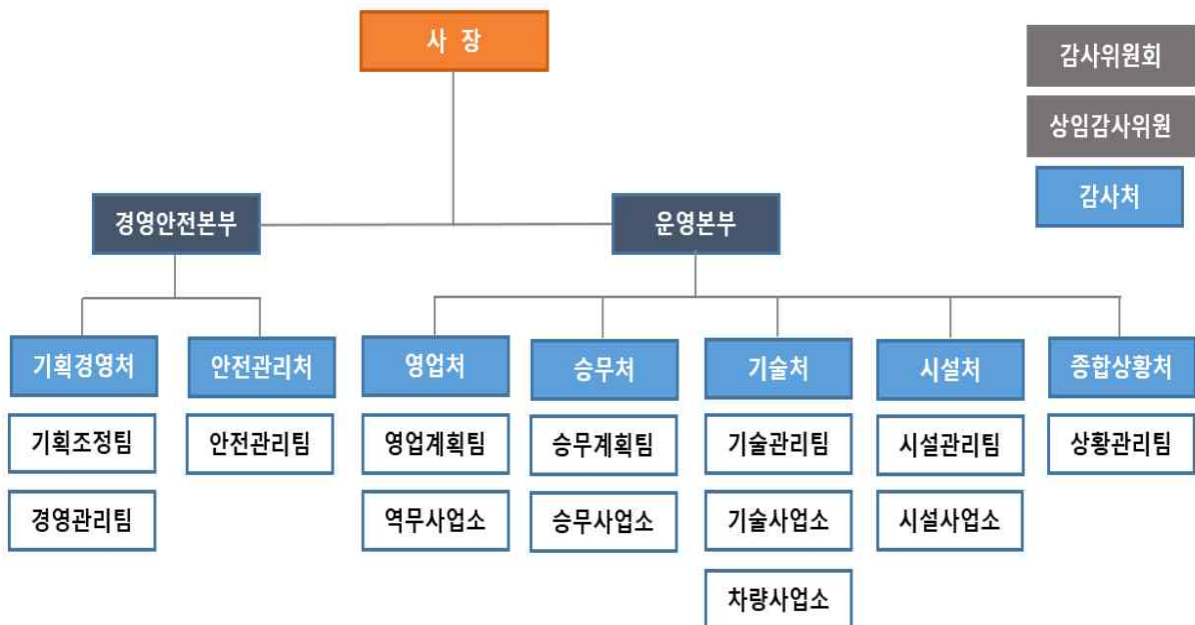 사 장
감사위원회
상임감사위원
감사처
경영안전본부
운영본부
기획경영처
안전관리처
영업처
승무처
기술처
시설처
종합상황처
기획조정팀
안전관리팀
영업계획팀
승무계획팀
기술관리팀
시설관리팀
상황관리팀
경영관리팀
역무사업소
승무사업소
기술사업소
시설사업소
차량사업소